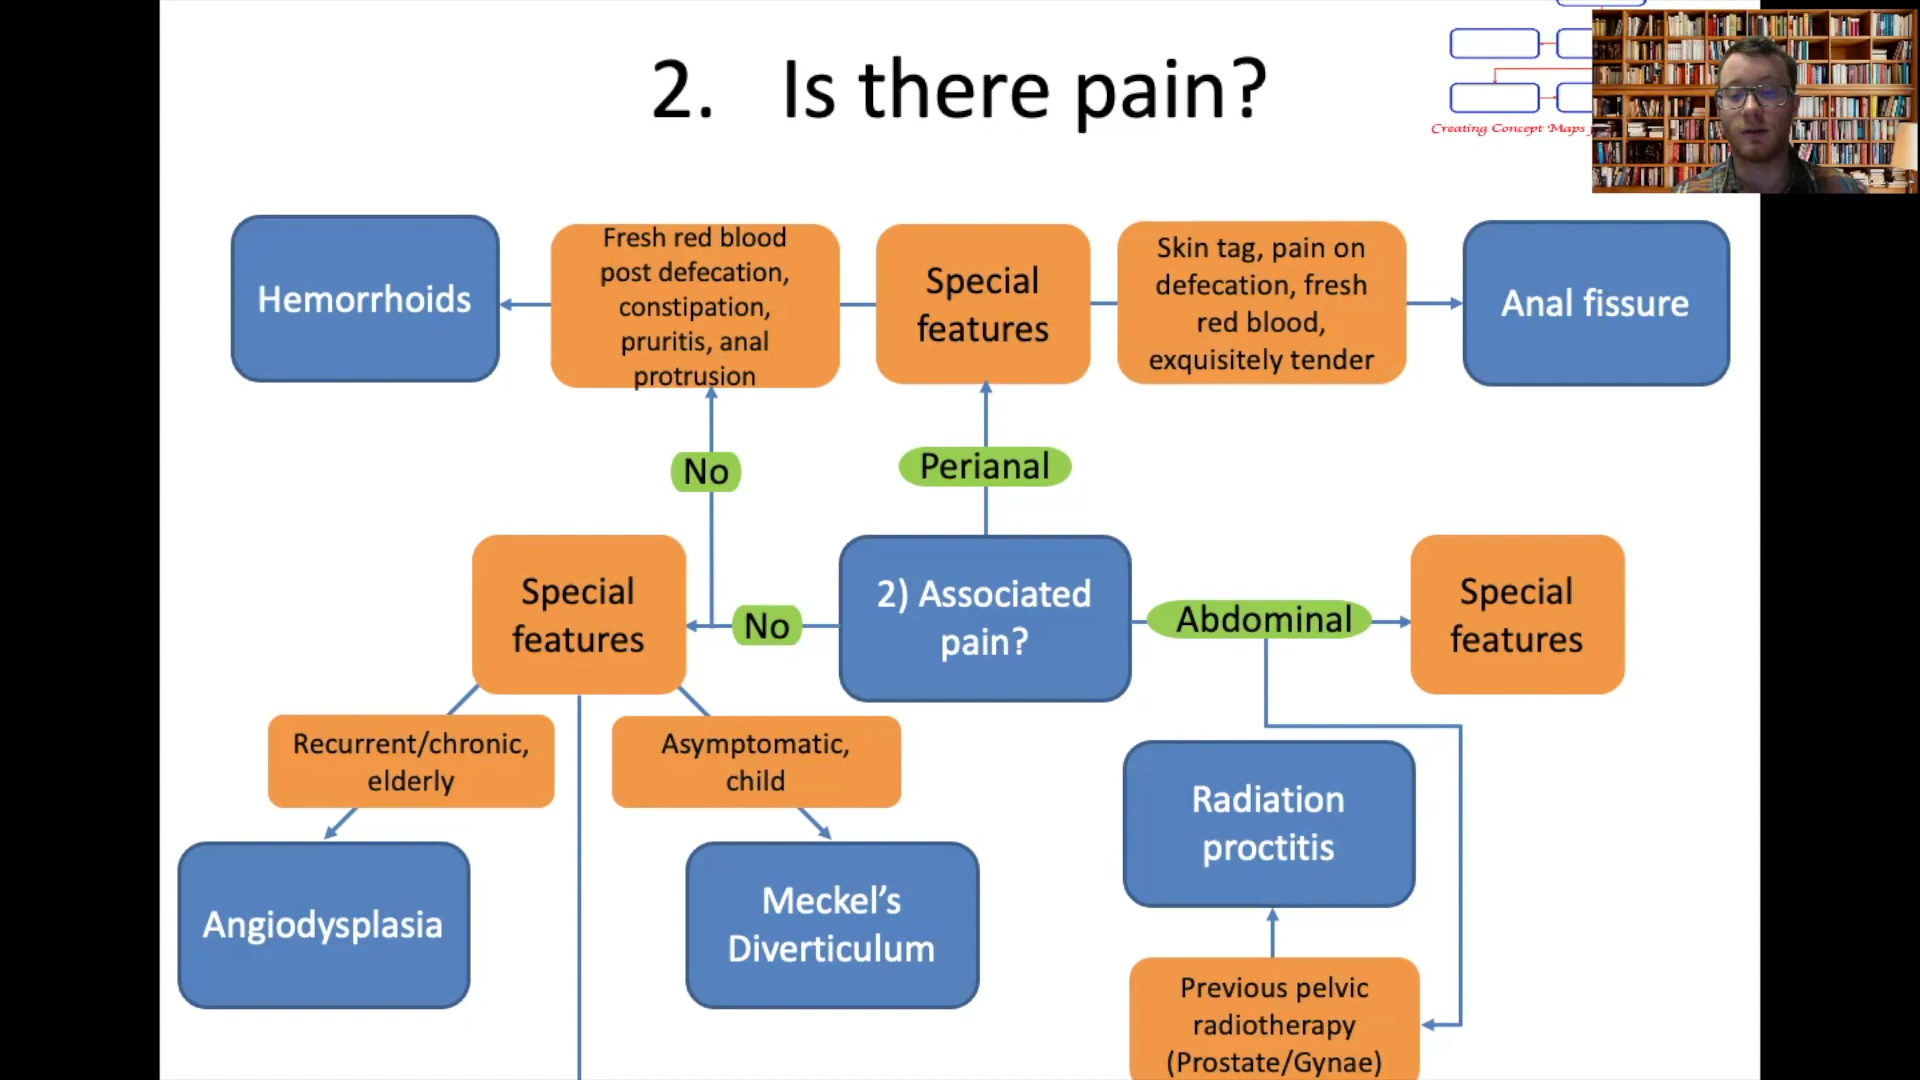 2. Is there pain?
Creating Concept Maps
Hemorrhoids
Fresh red blood
post defecation,
constipation,
pruritis, anal
protrusion
Special
features
Skin tag, pain on
defecation, fresh
red blood,
exquisitely tender
Anal fissure
No
Perianal
Special
features
No
2) Associated
pain?
Abdominal
Special
features
Recurrent/chronic,
elderly
Asymptomatic,
child
Radiation
proctitis
Angiodysplasia
Meckel’s
Diverticulum
Previous pelvic
radiotherapy
(Prostate/Gynae)